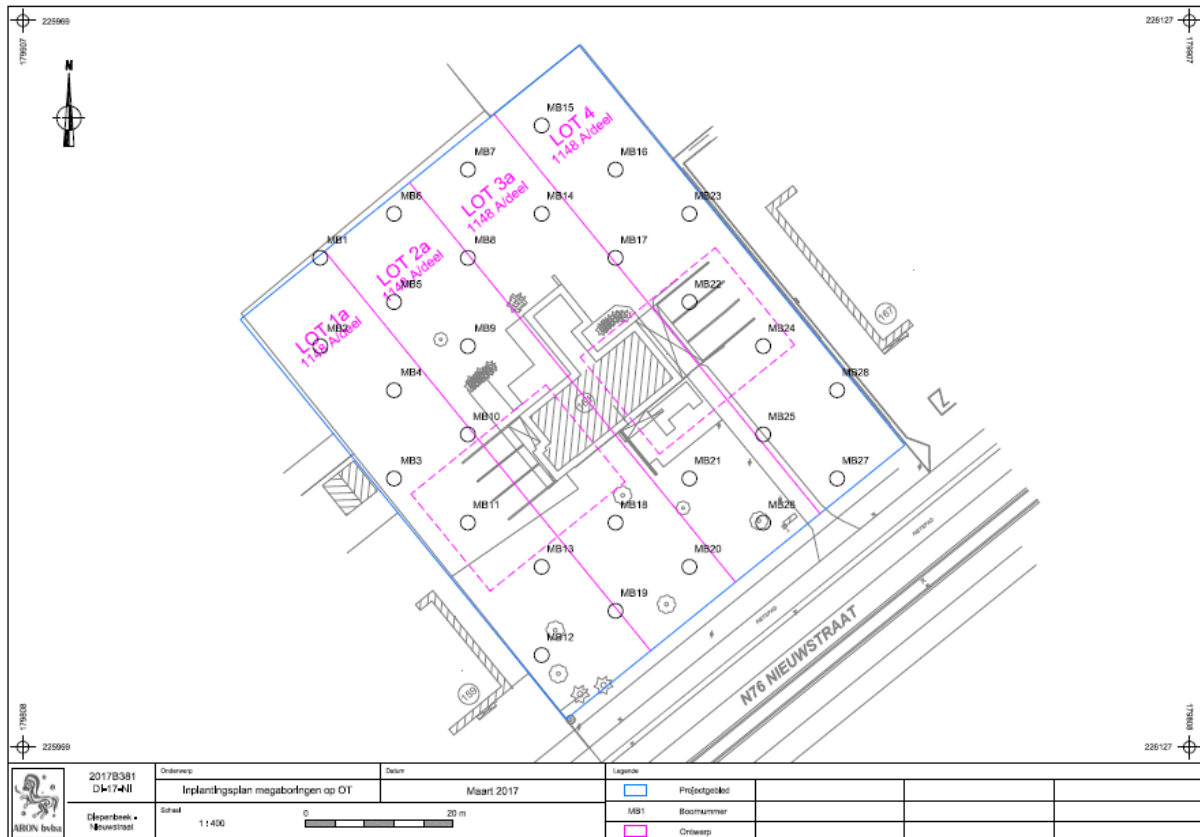 225969
226127
179907
179907
N
MB15
LOT 4
1148 A/deel
MB7
MB16
LOT 3a
1148 A/deel
MB6
MB14
MB23
MB1
MB8
MB17
LOT 2a
1148 A/deel
MB5
MB22
167
LOT 1a
1148 A/deel
MB2
MB9
MB24
MB4
MB28
MB10
MB25
MB3
MB21
MB27
MB11
MB18
MB26
MB13
MB20
FIETSPAD
MB19
FIETSPAD
MB12
N76 NIEUWSTRAAT
159
179808
179808
225969
226127
2017B381
DI-17-NI
Onderwerp
Inplantingsplan megaboringen op OT
Datum
Maart 2017
Legende
Projectgebied
MB1
Boornummer
Ontwerp
ARON bvba
Diepenbeek -
Nieuwstraat
Schaal
1:400
0
20 m